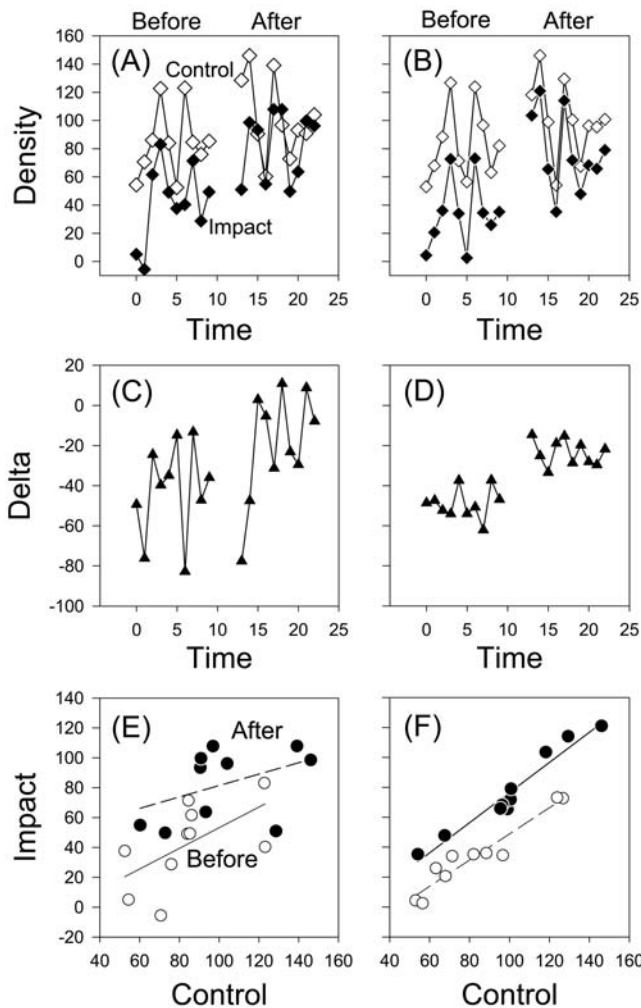 Before After Before After
160 (A) Control (B)
140
120
100
80
60
40
20
0
Impact
Density
0 5 10 15 20 25 0 5 10 15 20 25
Time Time
20 (C) (D)
0
-20
-40
-60
-80
-100
Delta
0 5 10 15 20 25 0 5 10 15 20 25
Time Time
140 (E) After (F)
120
100
80
60
40
20
0
-20
Before
Impact
40 60 80 100 120 140 160 40 60 80 100 120 140 160
Control Control